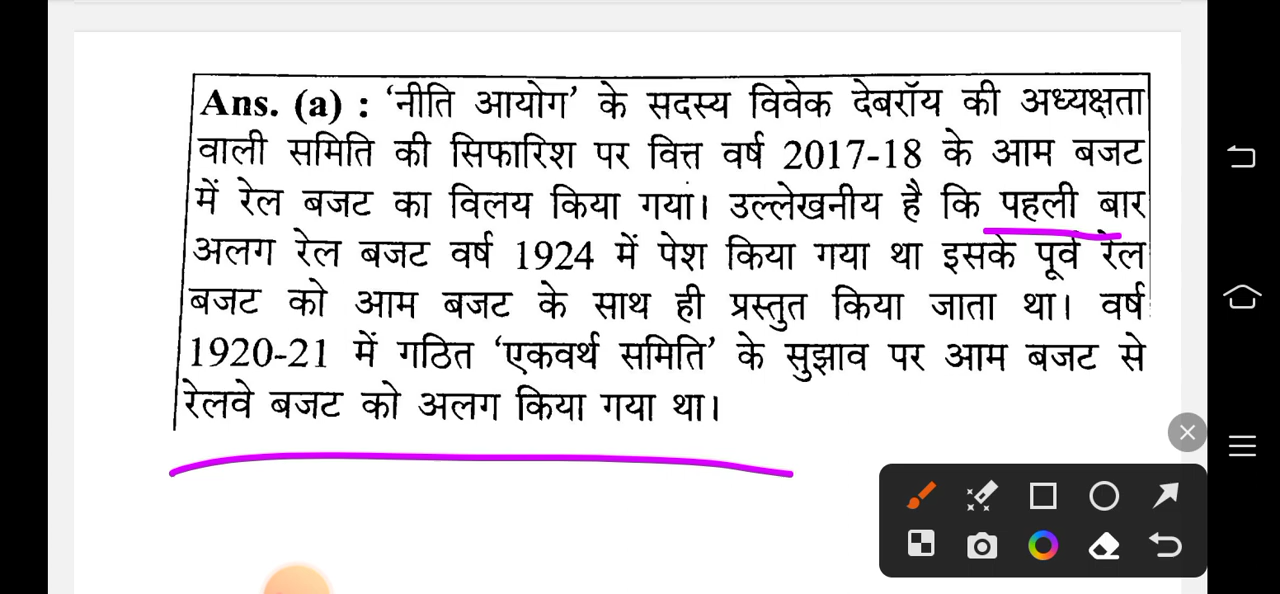 Ans. (a) : ‘नीति आयोग’ के सदस्य विवेक देबरॉय की अध्यक्षता
वाली समिति की सिफारिश पर वित्त वर्ष 2017-18 के आम बजट
में रेल बजट का विलय किया गया। उल्लेखनीय है कि पहली बार
अलग रेल बजट वर्ष 1924 में पेश किया गया था इसके पूर्व रेल
बजट को आम बजट के साथ ही प्रस्तुत किया जाता था। वर्ष
1920-21 में गठित ‘एकवर्थ समिति’ के सुझाव पर आम बजट से
रेलवे बजट को अलग किया गया था।